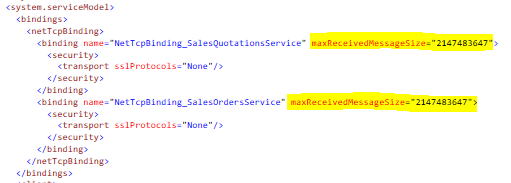 <system.serviceModel>
<bindings>
<netTcpBinding>
<binding name="NetTcpBinding_SalesQuotationsService" maxReceivedMessageSize="2147483647">
<security>
<transport sslProtocols="None"/>
</security>
</binding>
<binding name="NetTcpBinding_SalesOrdersService" maxReceivedMessageSize="2147483647">
<security>
<transport sslProtocols="None"/>
</security>
</binding>
</netTcpBinding>
</bindings>